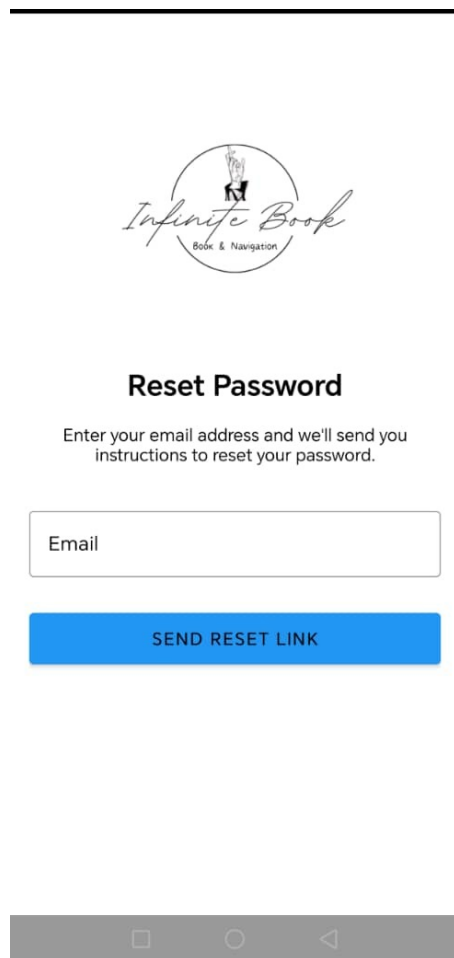 Infinite Book
Book & Navigation
Reset Password
Enter your email address and we'll send you
instructions to reset your password.
Email
SEND RESET LINK